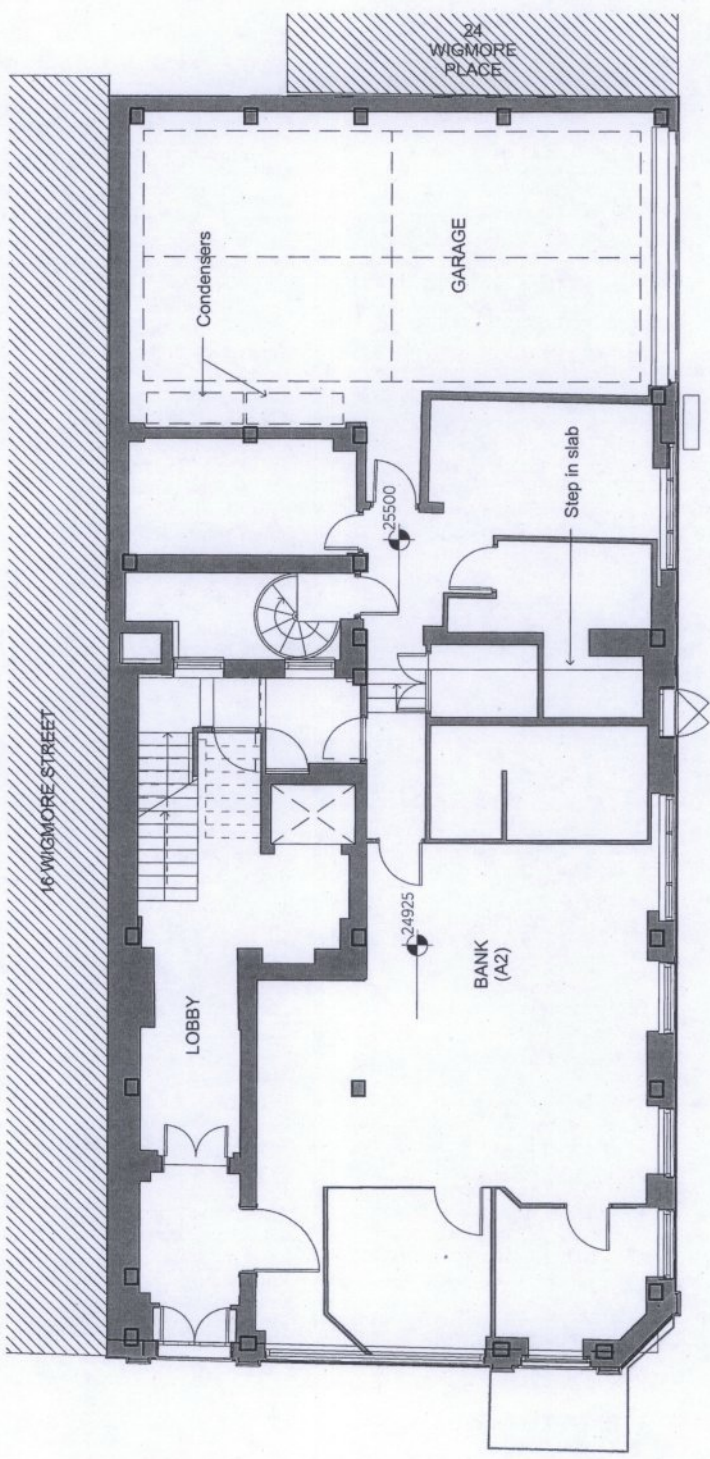 24
WIGMORE
PLACE
Condensers
GARAGE
25500
Step in slab
16 WIGMORE STREET
24925
BANK
(A2)
LOBBY